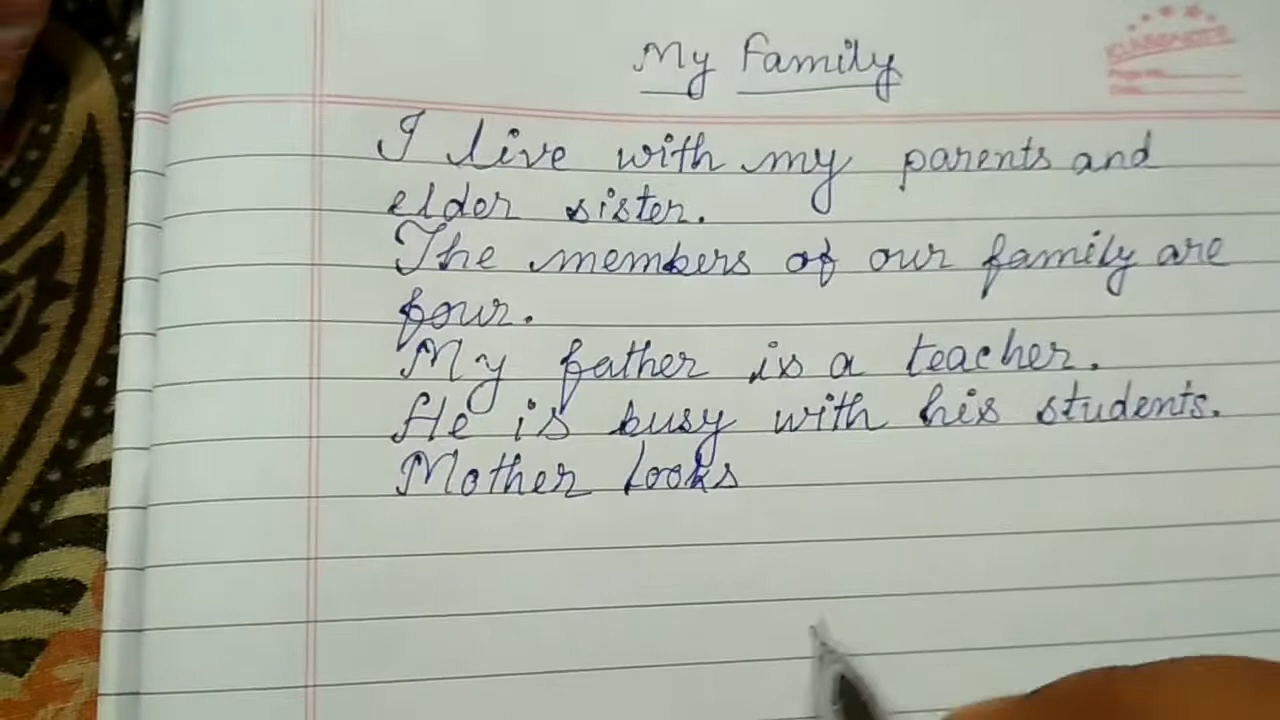 My Family
CLASSNOTE
I live with my parents and
elder sister.
The members of our family are
four.
My father is a teacher.
He is busy with his students.
Mother looks